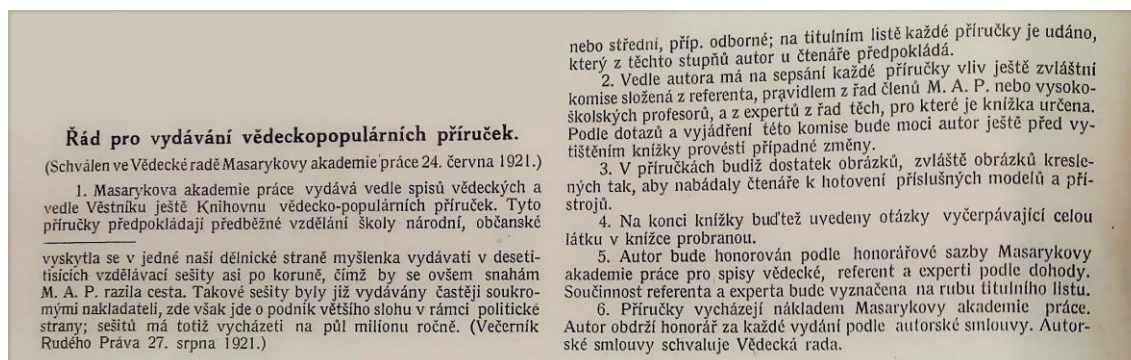 Řád pro vydávání vědeckopopulárních příruček.
(Schválen ve Vědecké radě Masarykovy akademie práce 24. června 1921.)
1. Masarykova akademie práce vydává vedle spisů vědeckých a
vedle Věstníku ještě Knihovnu vědecko-populárních příruček. Tyto
příručky předpokládají předběžné vzdělání školy národní, občanské
vyskytla se v jedné naší dělnické straně myšlenka vydávati v deseti-
tisících vzdělávací sešity asi po koruně, čímž by se ovšem snahám
M. A. P. razila cesta. Takové sešity byly již vydávány častěji soukro-
mými nakladateli, zde však jde o podnik většího slohu v rámci politické
strany; sešitů má totiž vycházeti na půl milionu ročně. (Večerník
Rudého Práva 27. srpna 1921.)
nebo střední, příp. odborné; na titulním listě každé příručky je udáno,
který z těchto stupňů autor u čtenáře předpokládá.
2. Vedle autora má na sepsání každé příručky vliv ještě zvláštní
komise složená z referenta, pravidlem z řad členů M. A. P. nebo vysoko-
školských profesorů, a z expertů z řad těch, pro které je knížka určena.
Podle dotazů a vyjádření této komise bude moci autor ještě před vy-
tištěním knížky provésti případné změny.
3. V příručkách budiž dostatek obrázků, zvláště obrázků kresle-
ných tak, aby nabádaly čtenáře k hotovení příslušných modelů a pří-
strojů.
4. Na konci knížky buďtež uvedeny otázky vyčerpávající celou
látku v knížce probranou.
5. Autor bude honorován podle honorářové sazby Masarykovy
akademie práce pro spisy vědecké, referent a experti podle dohody.
Součinnost referenta a experta bude vyznačena na rubu titulního listu.
6. Příručky vycházejí nákladem Masarykovy akademie práce.
Autor obdrží honorář za každé vydání podle autorské smlouvy. Autor-
ské smlouvy schvaluje Vědecká rada.